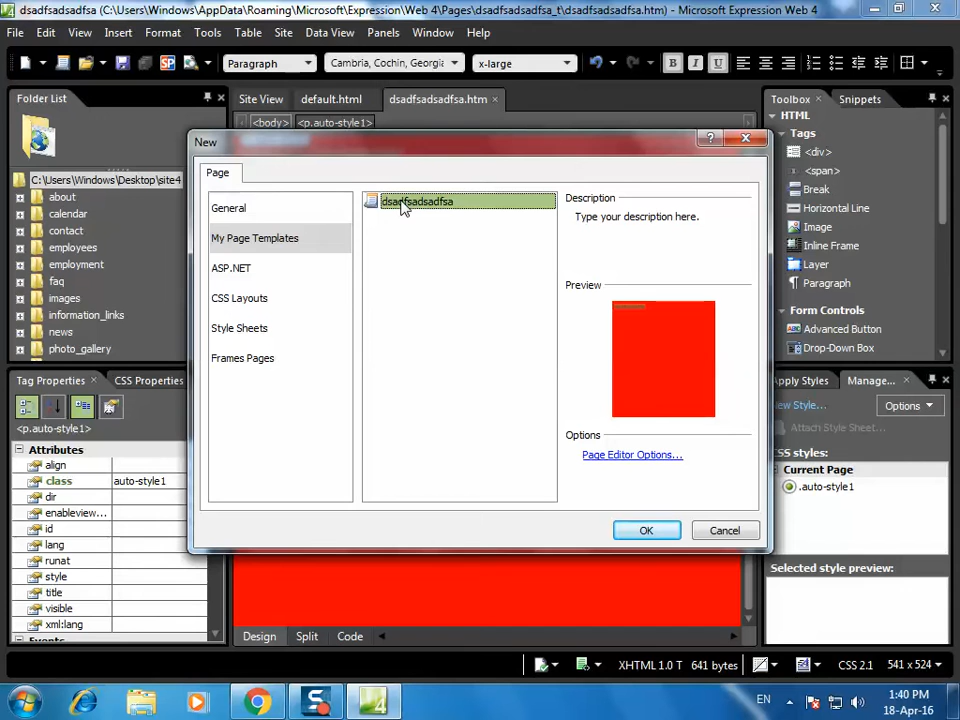 dsadfsadsadfsa (C:\Users\Windows\AppData\Roaming\Microsoft\Expression\Web 4\Pages\dsadfsadsadfsa_t\dsadfsadsadfsa.htm) - Microsoft Expression Web 4
File Edit View Insert Format Tools Table Site Data View Panels Window Help
Paragraph Cambria, Cochin, Georgia x-large B I U
Folder List
Site View default.html dsadfsadsadfsa.htm
<body> <p.auto-style1>
C:\Users\Windows\Desktop\site4
about
calendar
contact
employees
employment
faq
images
information_links
news
photo_gallery
New
Page
General
My Page Templates
ASP.NET
CSS Layouts
Style Sheets
Frames Pages
dsadfsadsadfsa
Description
Type your description here.
Preview
Options
Page Editor Options...
OK Cancel
Toolbox Snippets
HTML
Tags
<div>
<span>
Break
Horizontal Line
Image
Inline Frame
Layer
Paragraph
Form Controls
Advanced Button
Drop-Down Box
Tag Properties CSS Properties
<p.auto-style1>
Attributes
align
class auto-style1
dir
enableview...
id
lang
runat
style
title
visible
xml:lang
Events
Apply Styles Manage...
New Style... Options
Attach Style Sheet...
CSS styles:
Current Page
.auto-style1
Selected style preview:
Design Split Code
XHTML 1.0 T 641 bytes CSS 2.1 541 x 524
EN
1:40 PM
18-Apr-16